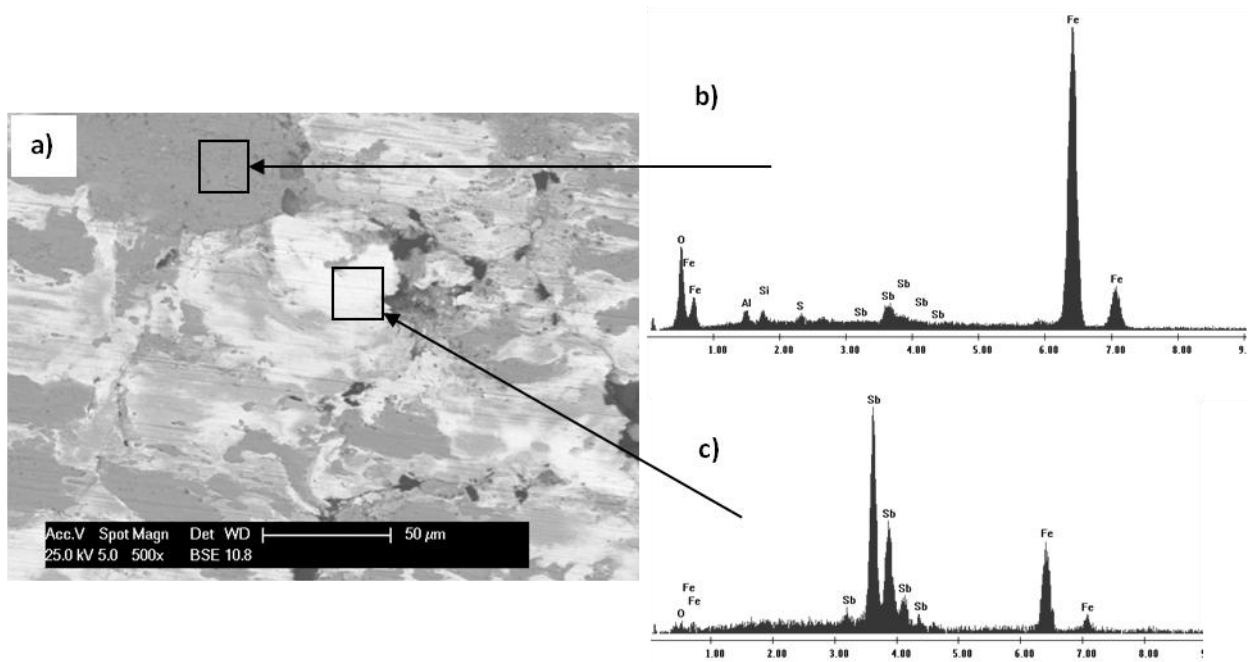 a)
Acc.V Spot Magn Det WD 50 µm
25.0 kV 5.0 500x BSE 10.8
b)
Fe
O
Fe
Fe
Al
Si
S
Sb
Sb
Sb
Sb
Sb
Fe
1.00 2.00 3.00 4.00 5.00 6.00 7.00 8.00 9.
c)
Sb
Sb
Fe
Fe
Fe
O
Sb
Sb
Sb
Fe
1.00 2.00 3.00 4.00 5.00 6.00 7.00 8.00